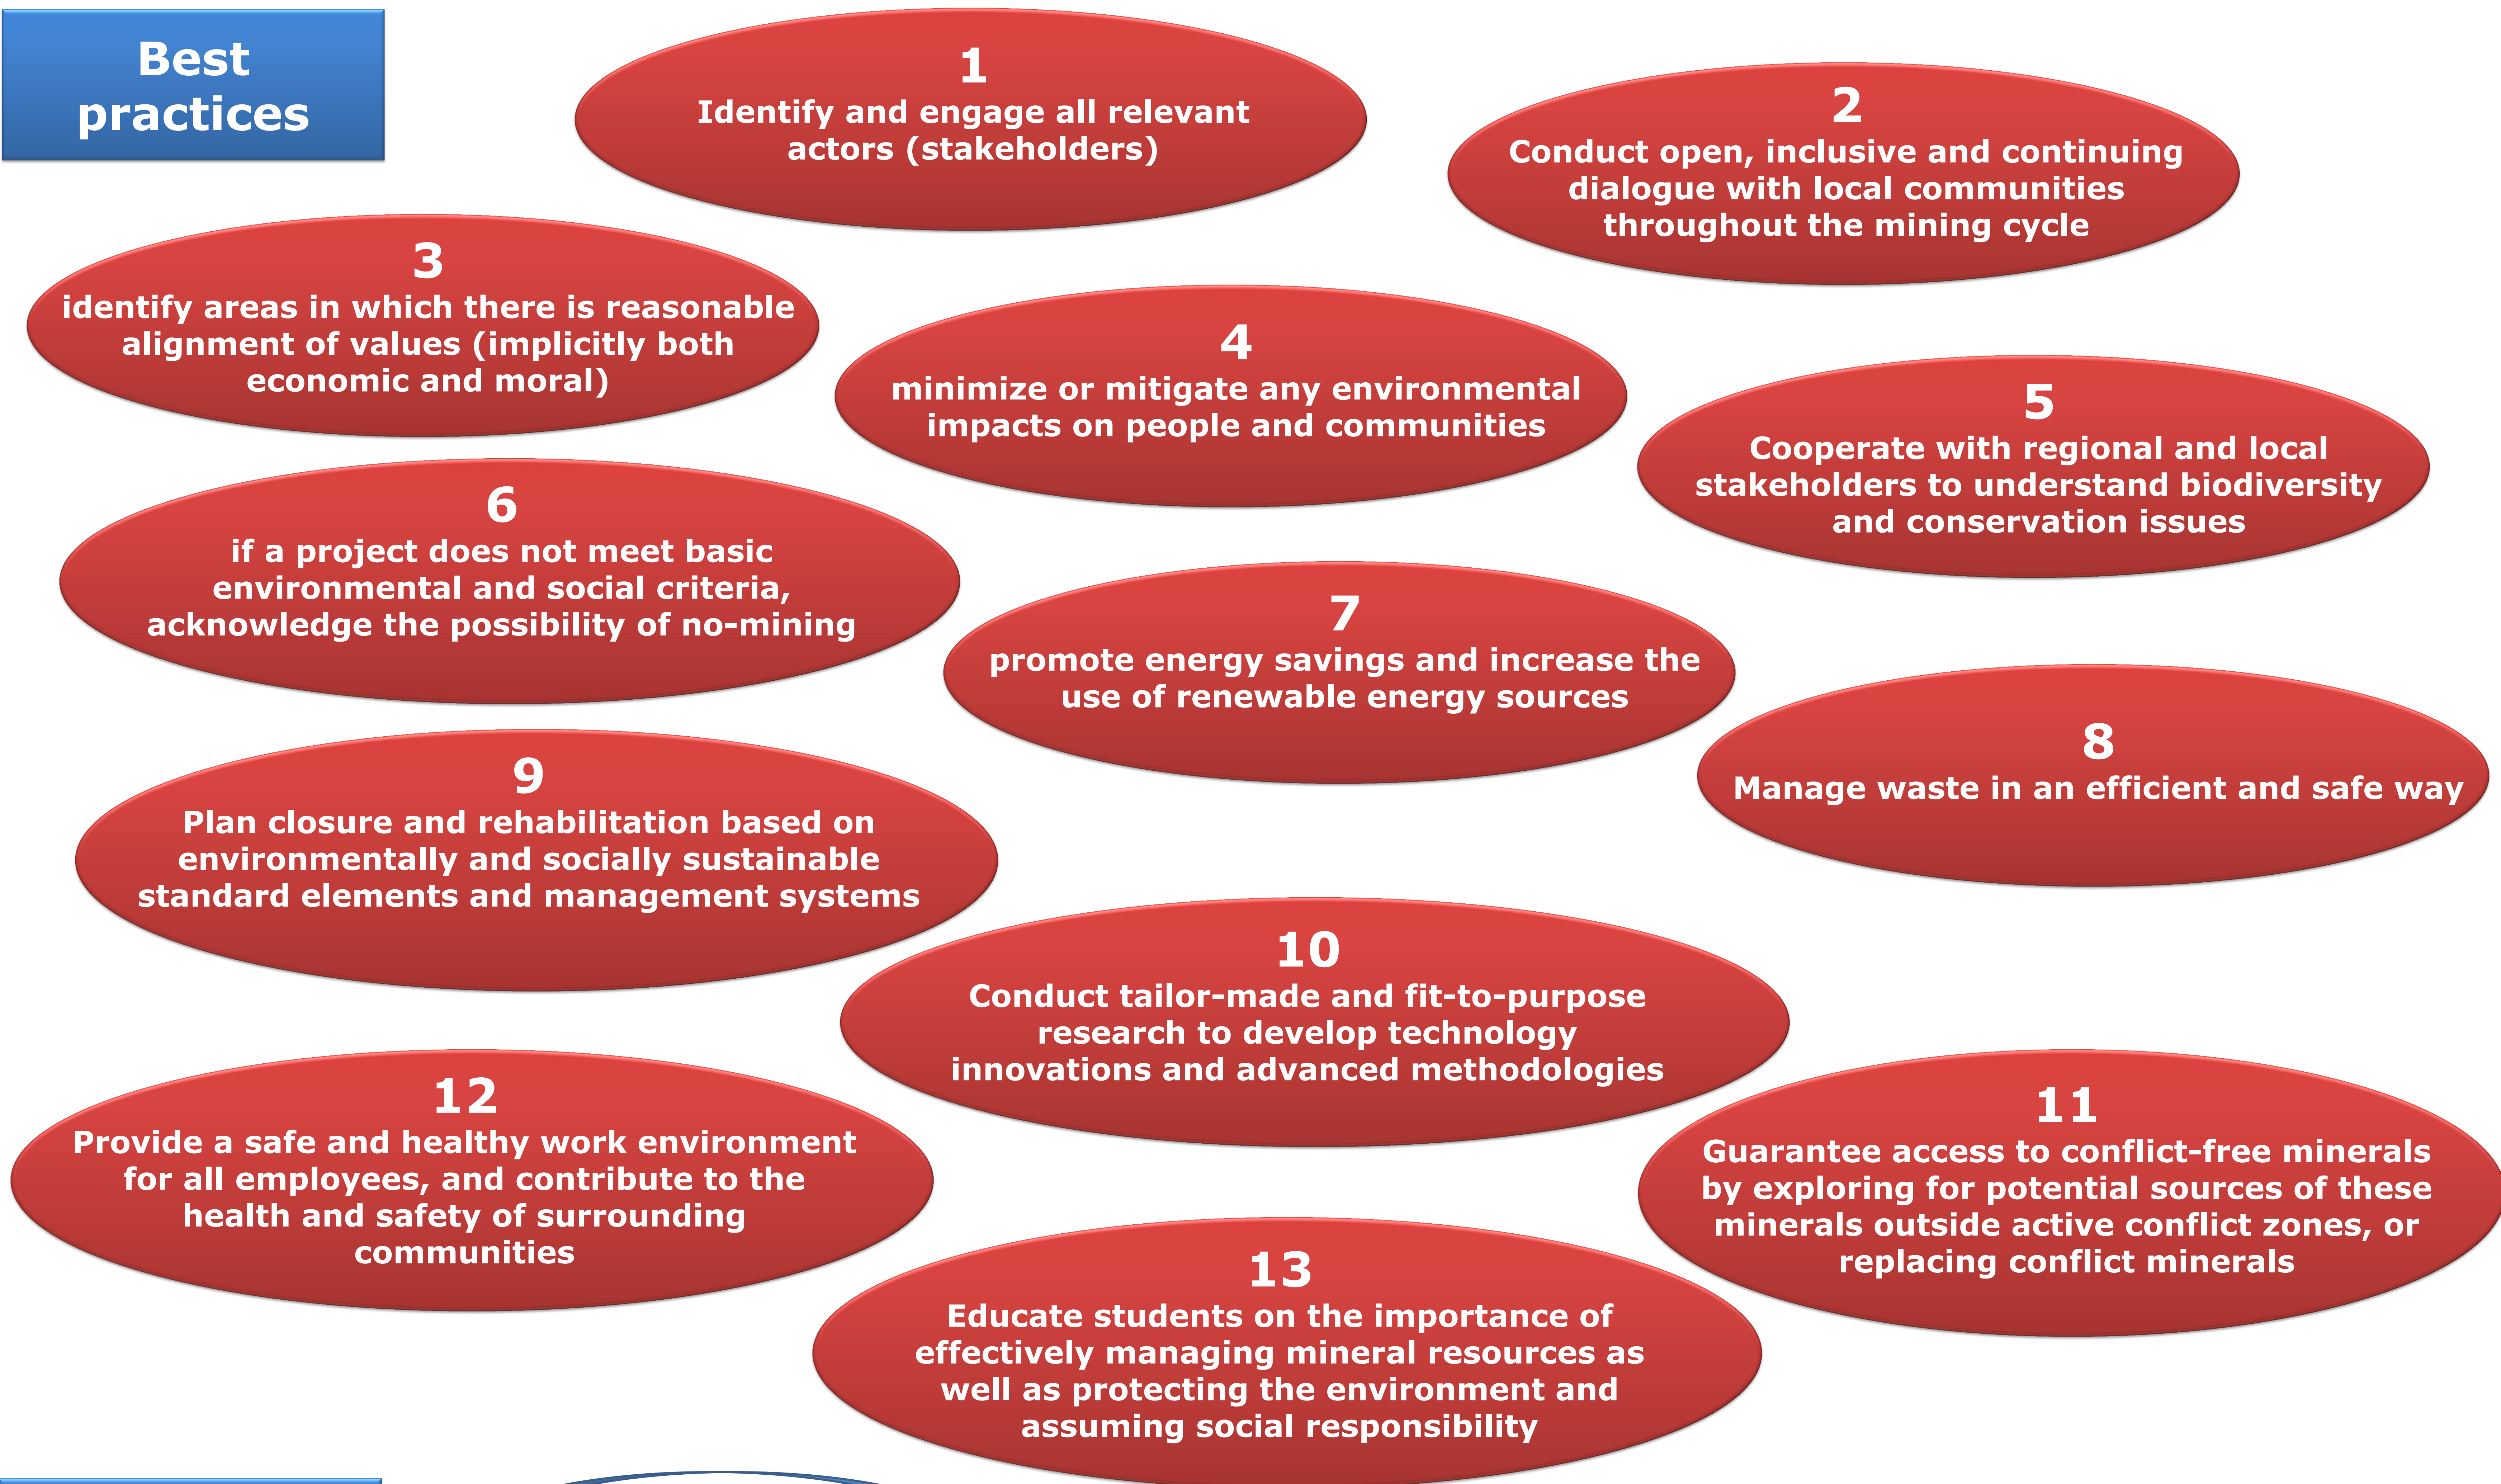 Best
practices
1
Identify and engage all relevant
actors (stakeholders)
2
Conduct open, inclusive and continuing
dialogue with local communities
throughout the mining cycle
3
identify areas in which there is reasonable
alignment of values (implicitly both
economic and moral)
4
minimize or mitigate any environmental
impacts on people and communities
5
Cooperate with regional and local
stakeholders to understand biodiversity
and conservation issues
6
if a project does not meet basic
environmental and social criteria,
acknowledge the possibility of no-mining
7
promote energy savings and increase the
use of renewable energy sources
8
Manage waste in an efficient and safe way
9
Plan closure and rehabilitation based on
environmentally and socially sustainable
standard elements and management systems
10
Conduct tailor-made and fit-to-purpose
research to develop technology
innovations and advanced methodologies
12
Provide a safe and healthy work environment
for all employees, and contribute to the
health and safety of surrounding
communities
11
Guarantee access to conflict-free minerals
by exploring for potential sources of these
minerals outside active conflict zones, or
replacing conflict minerals
13
Educate students on the importance of
effectively managing mineral resources as
well as protecting the environment and
assuming social responsibility